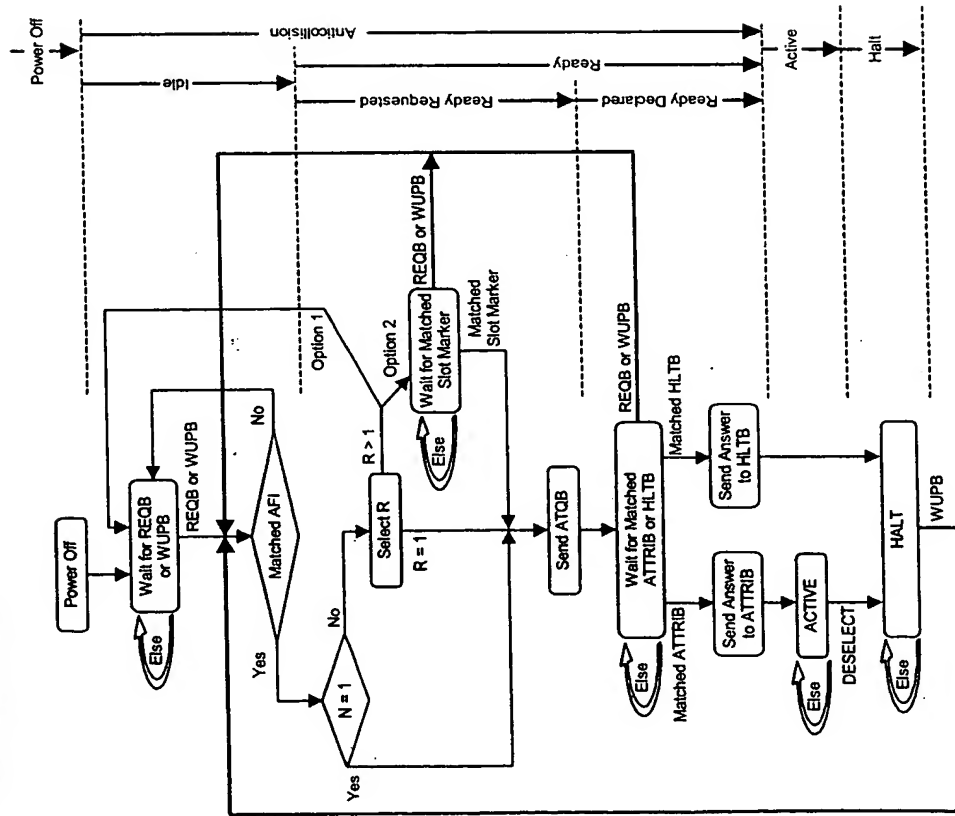 Power Off
Wait for REQB
or WUPB
Else
REQB or WUPB
Matched AFI
No
Yes
N = 1
No
Yes
Select R
R > 1
R = 1
Option 1
Option 2
Wait for Matched
Slot Marker
Else
REQB or WUPB
Matched
Slot Marker
Send ATQB
Wait for Matched
ATTRIB or HLTB
Else
REQB or WUPB
Matched ATTRIB
Matched HLTB
Send Answer
to ATTRIB
Send Answer
to HLTB
ACTIVE
Else
DESELECT
HALT
Else
WUPB
Power Off
Anticollision
Idle
Ready
Ready Requested
Ready Declared
Active
Halt